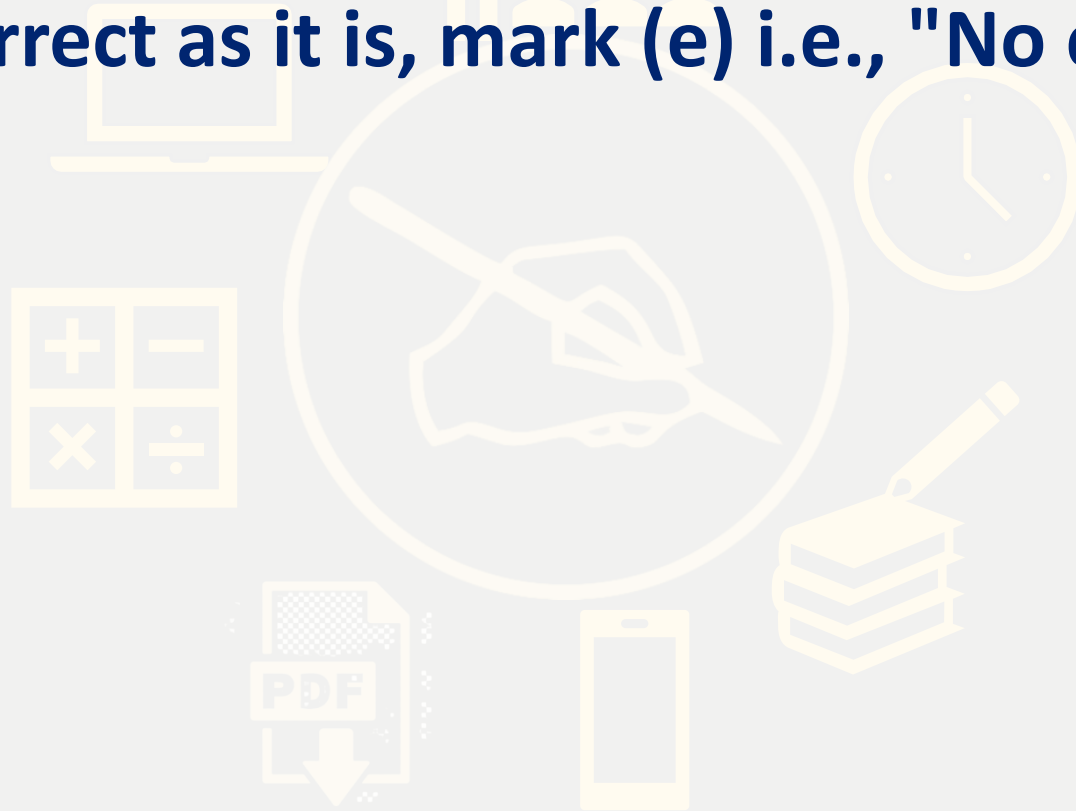 rrect as it is, mark (e) i.e., "No
PDF